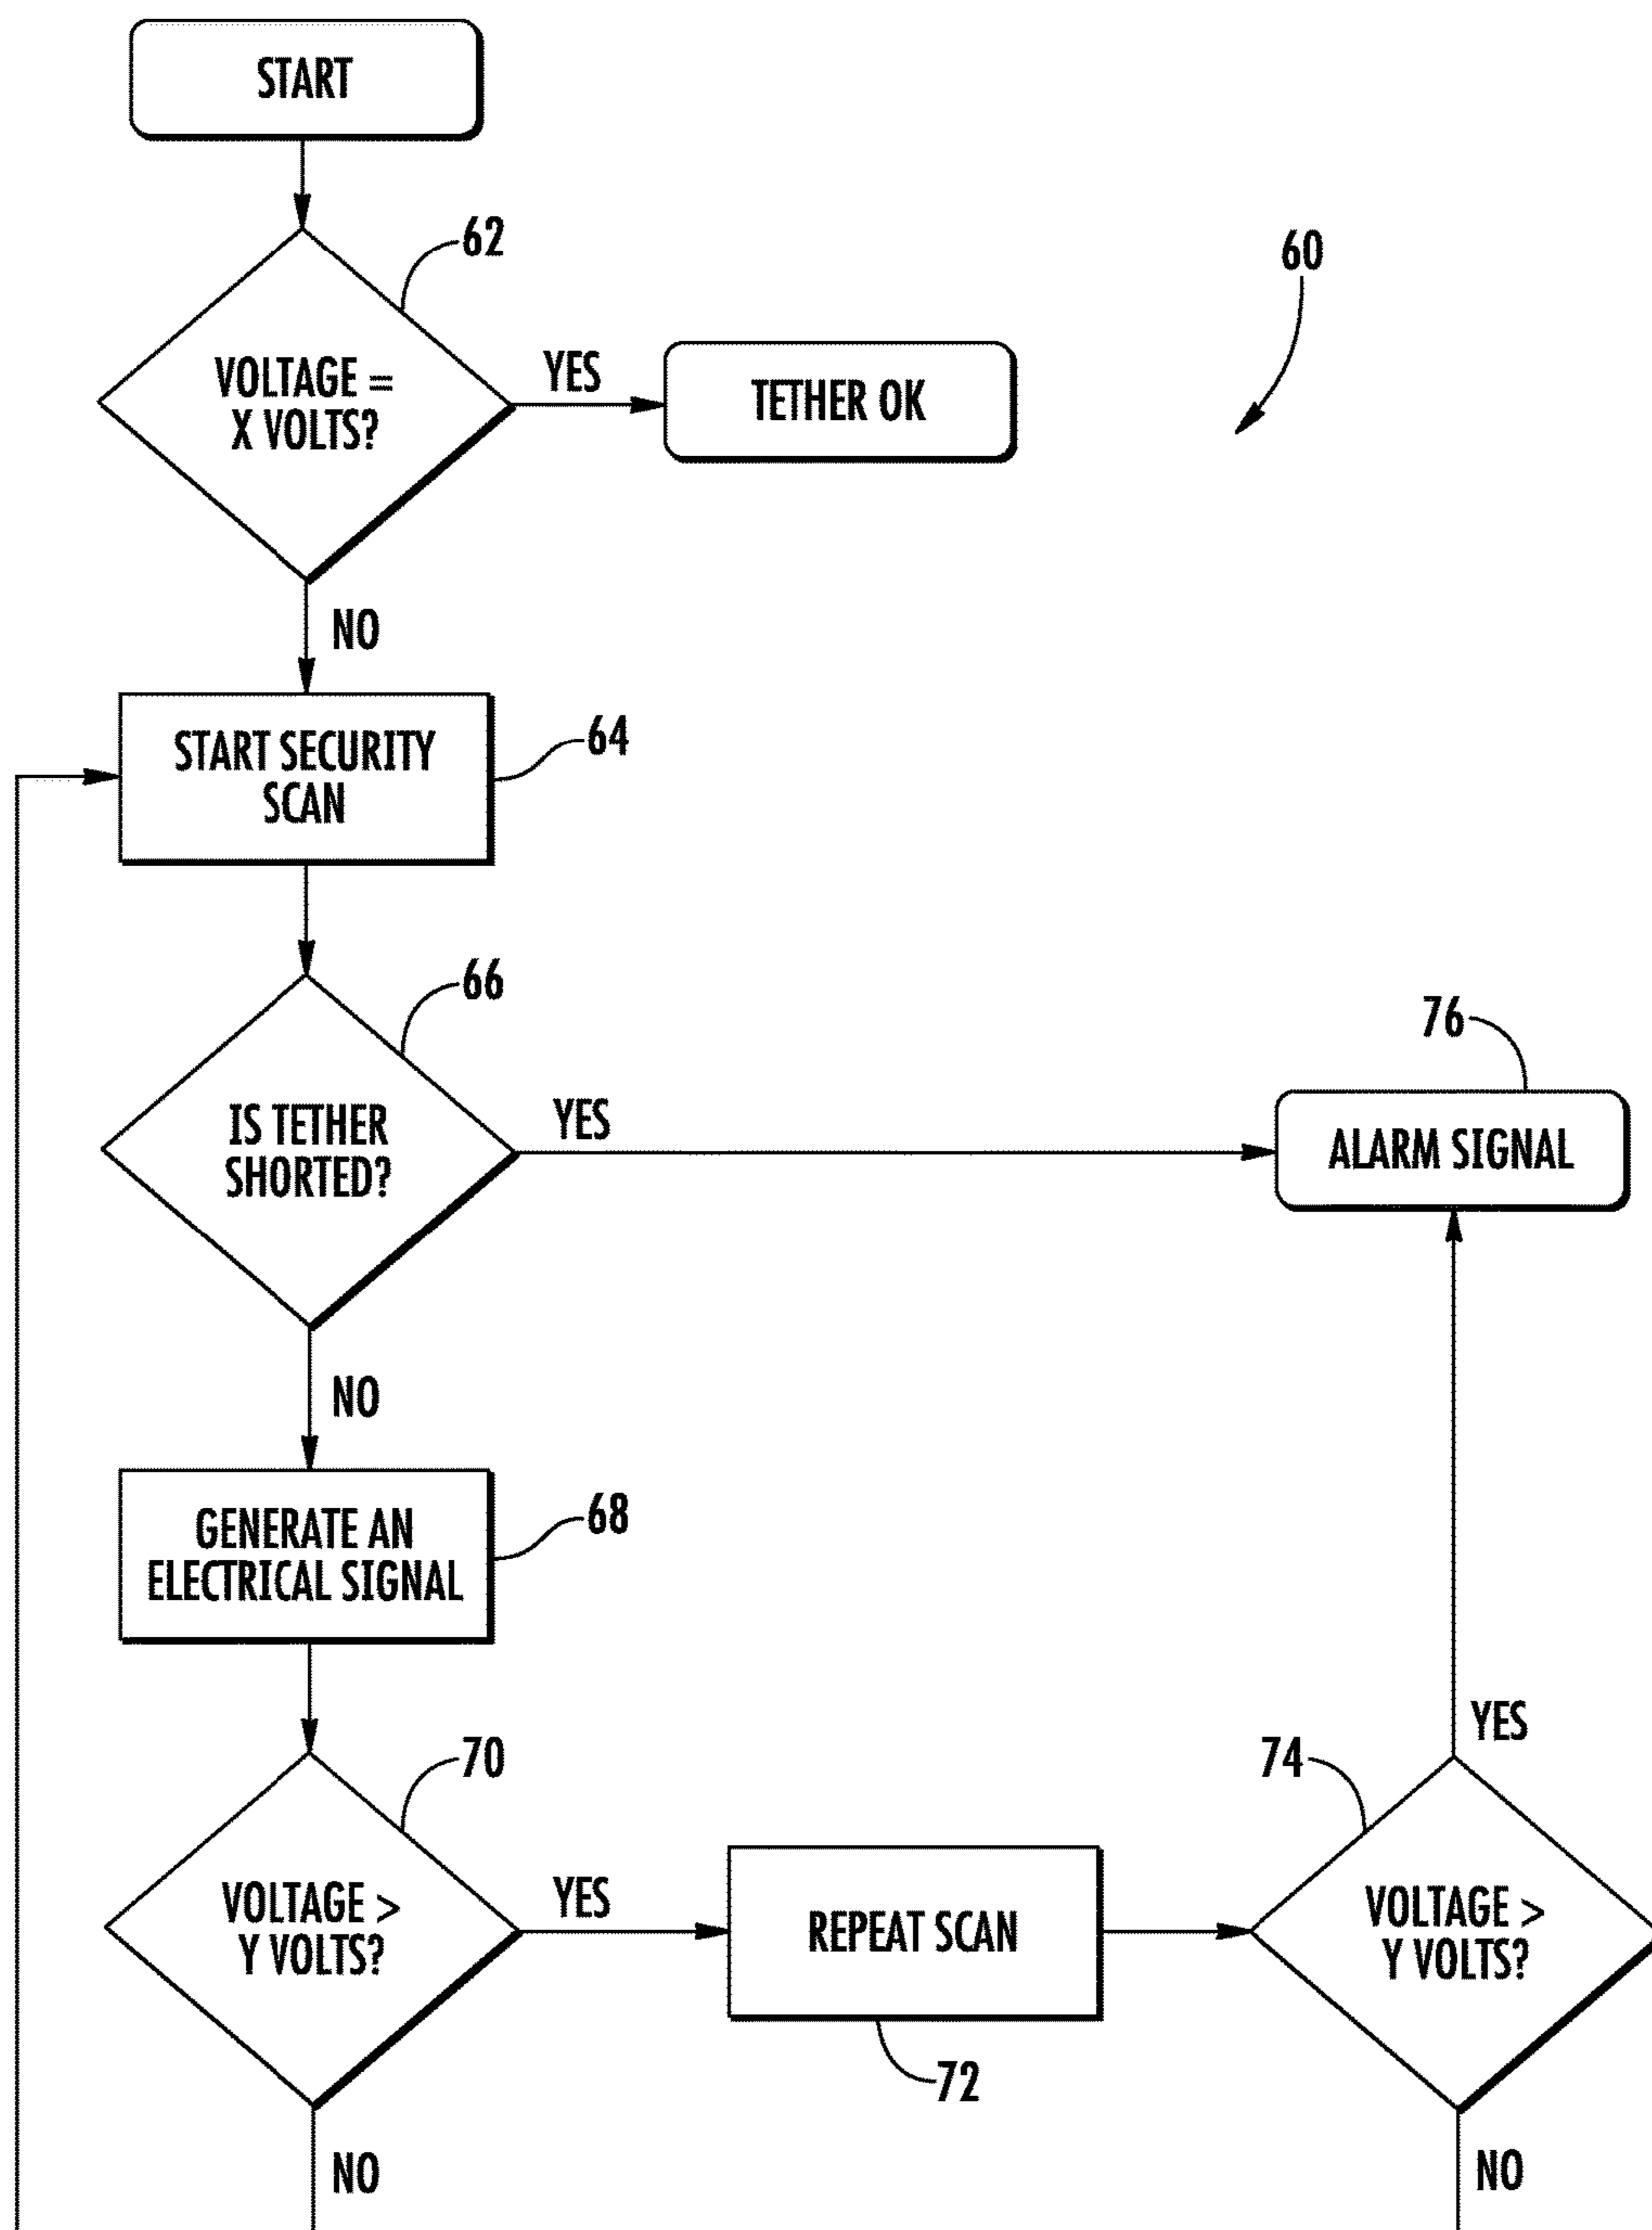 START
62
60
VOLTAGE =
X VOLTS?
YES
TETHER OK
NO
START SECURITY
SCAN
64
66
76
IS TETHER
SHORTED?
YES
ALARM SIGNAL
NO
GENERATE AN
ELECTRICAL SIGNAL
68
YES
70
74
VOLTAGE >
Y VOLTS?
YES
REPEAT SCAN
VOLTAGE >
Y VOLTS?
72
NO
NO